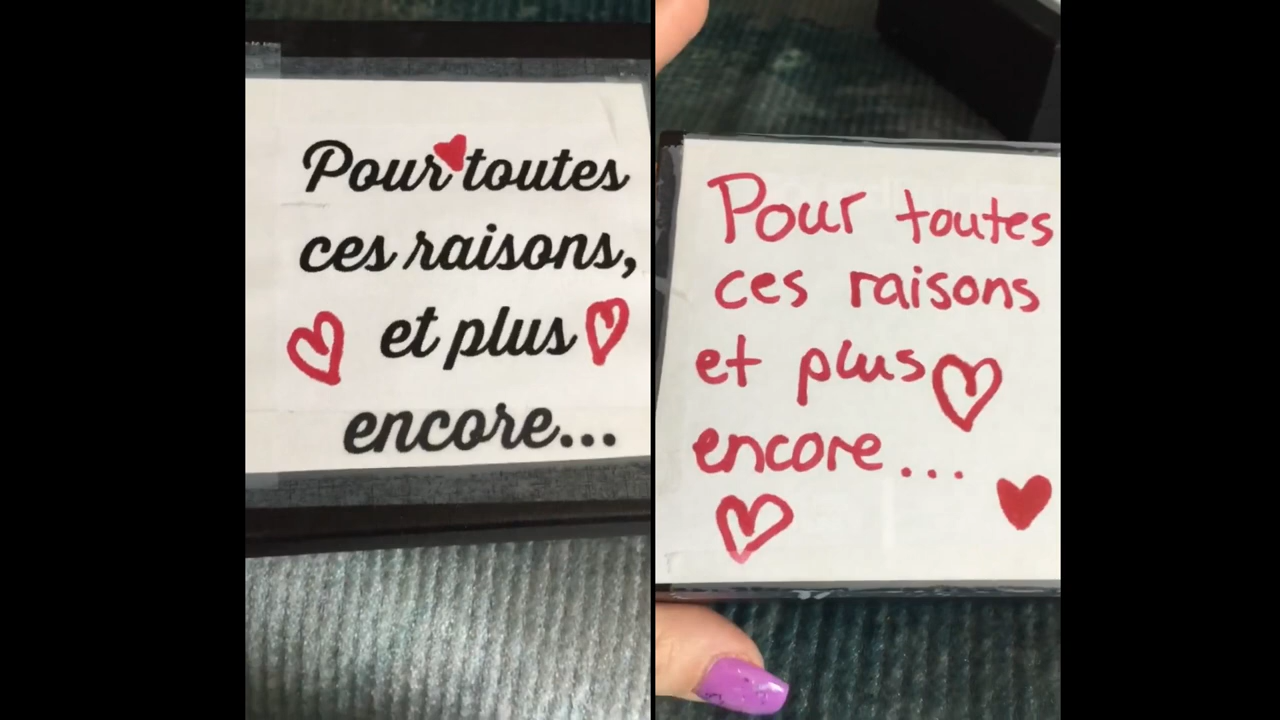 Pour toutes
ces raisons,
et plus
encore...
Pour toutes
ces raisons
et plus
encore...